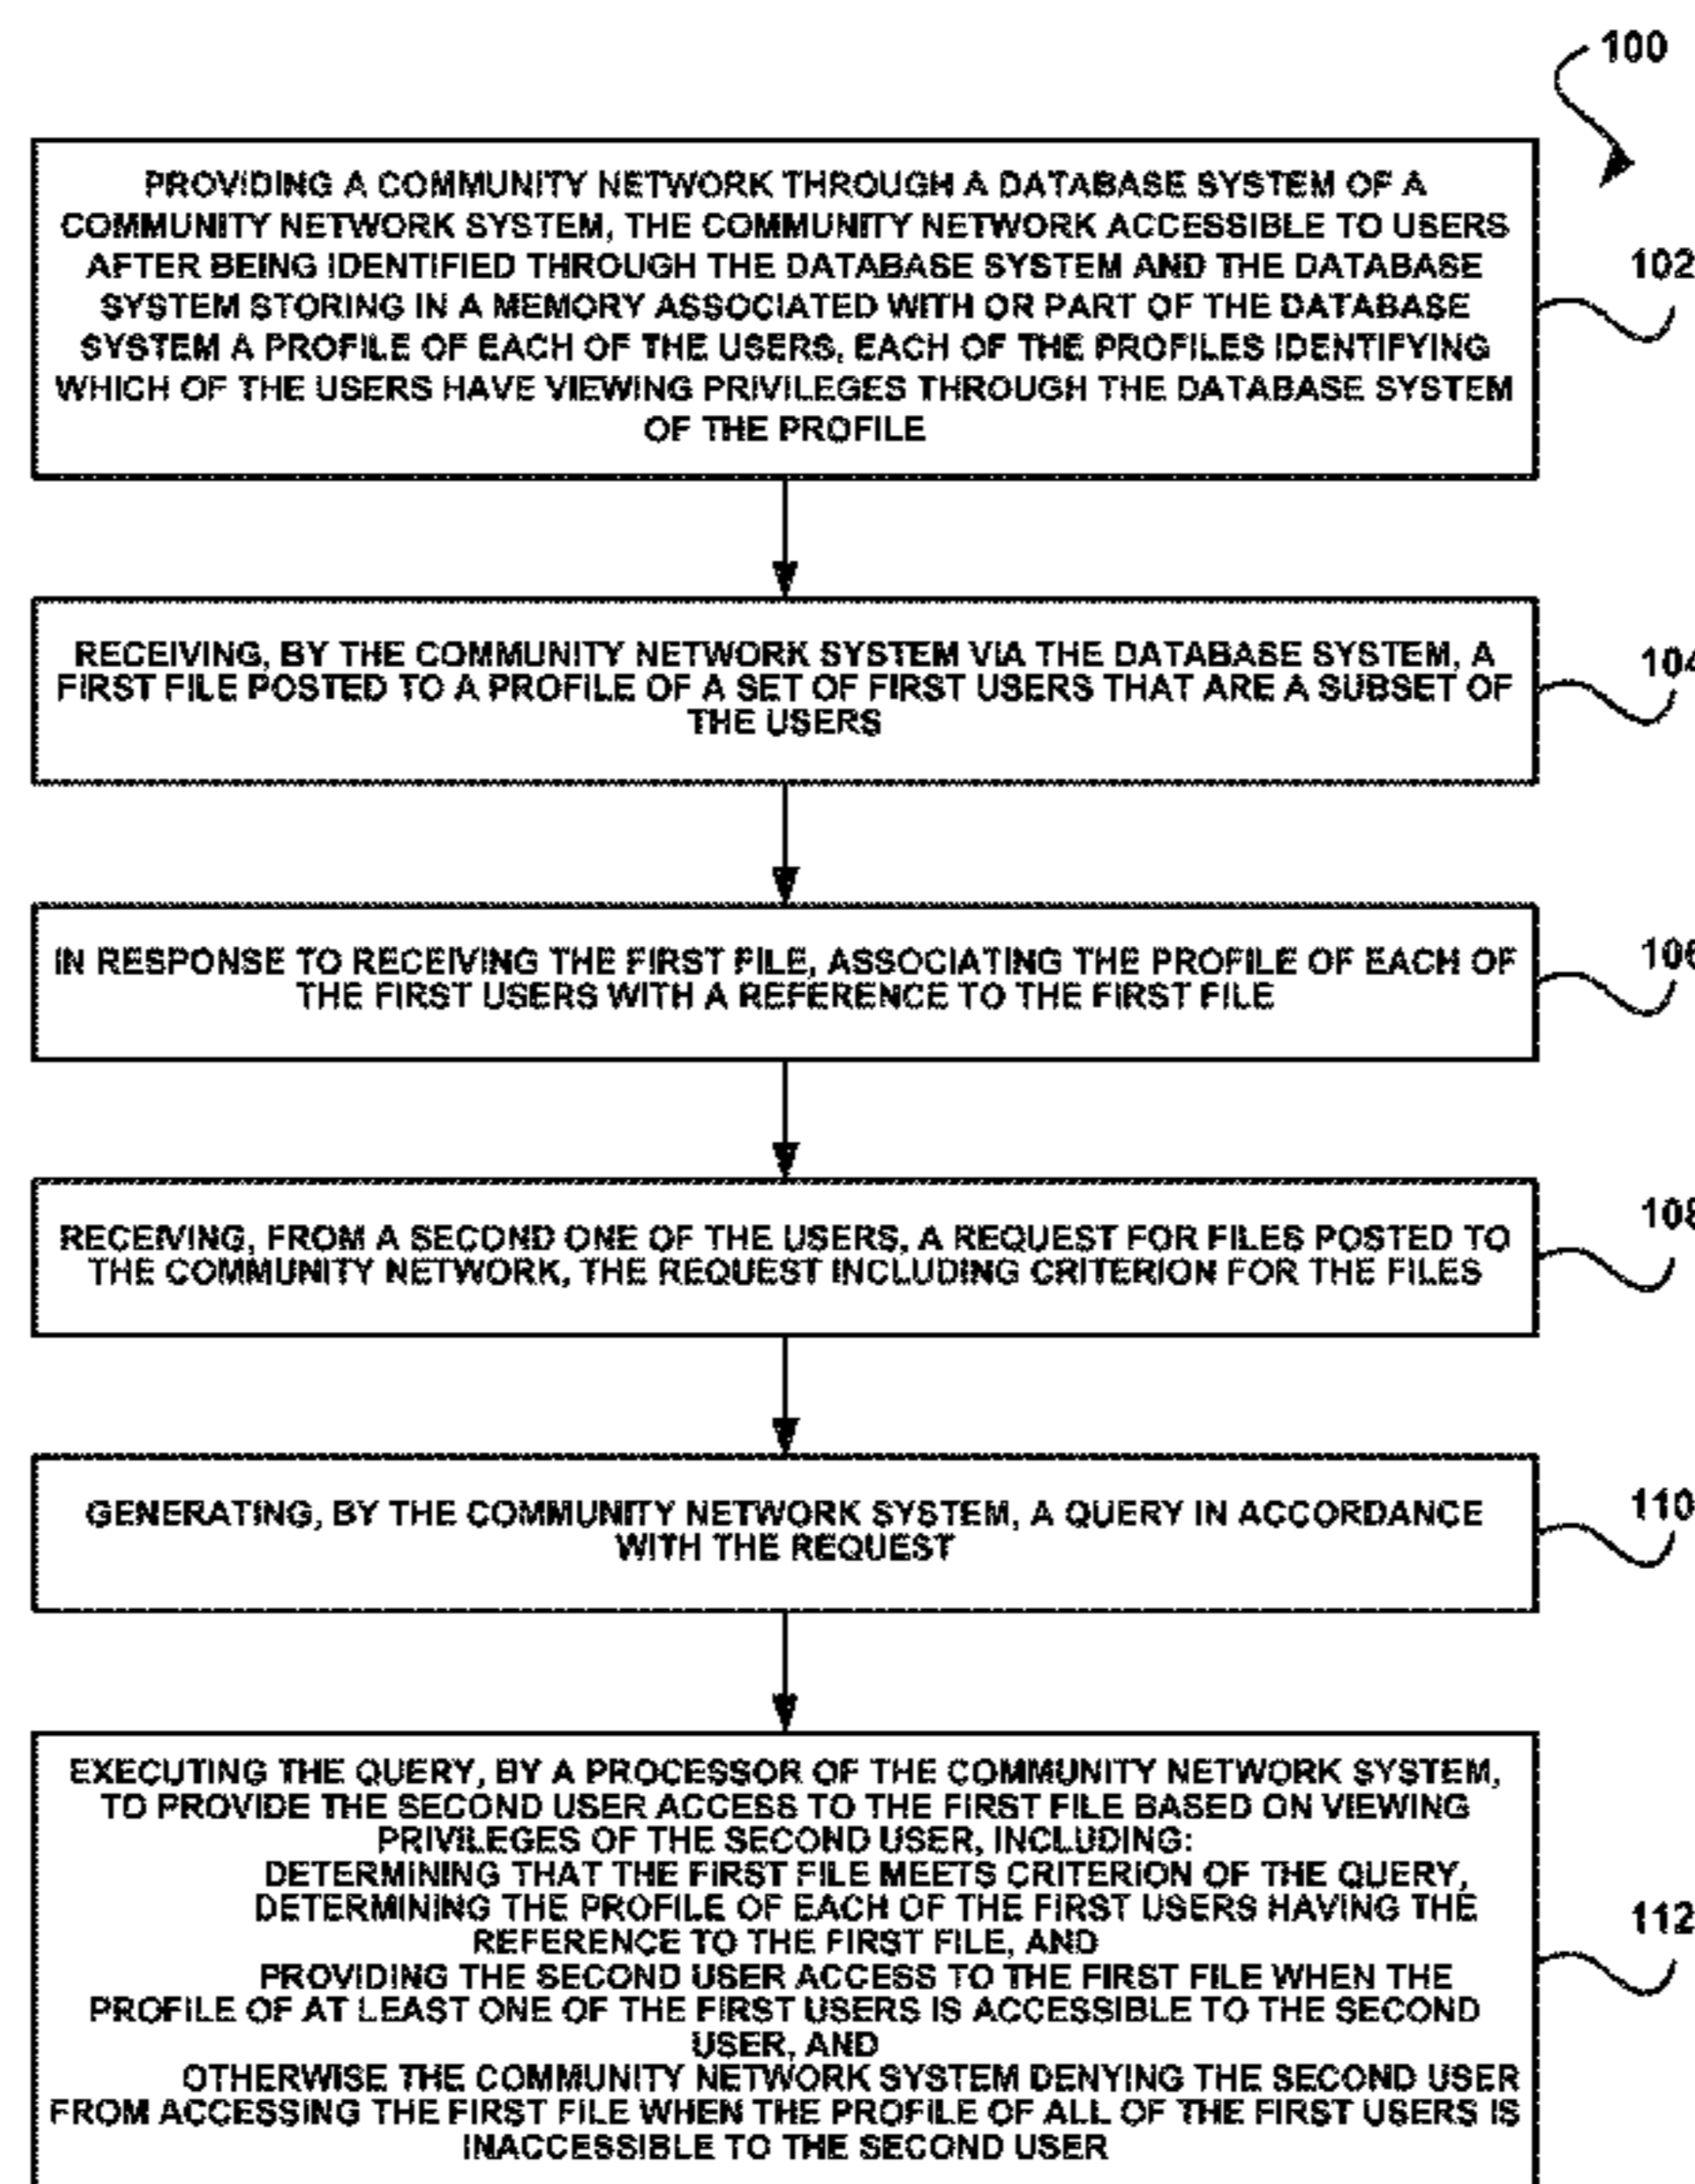 100
PROVIDING A COMMUNITY NETWORK THROUGH A DATABASE SYSTEM OF A
COMMUNITY NETWORK SYSTEM, THE COMMUNITY NETWORK ACCESSIBLE TO USERS
AFTER BEING IDENTIFIED THROUGH THE DATABASE SYSTEM AND THE DATABASE
SYSTEM STORING IN A MEMORY ASSOCIATED WITH OR PART OF THE DATABASE
SYSTEM A PROFILE OF EACH OF THE USERS, EACH OF THE PROFILES IDENTIFYING
WHICH OF THE USERS HAVE VIEWING PRIVILEGES THROUGH THE DATABASE SYSTEM
OF THE PROFILE
102
RECEIVING, BY THE COMMUNITY NETWORK SYSTEM VIA THE DATABASE SYSTEM, A
FIRST FILE POSTED TO A PROFILE OF A SET OF FIRST USERS THAT ARE A SUBSET OF
THE USERS
104
IN RESPONSE TO RECEIVING THE FIRST FILE, ASSOCIATING THE PROFILE OF EACH OF
THE FIRST USERS WITH A REFERENCE TO THE FIRST FILE
106
RECEIVING, FROM A SECOND ONE OF THE USERS, A REQUEST FOR FILES POSTED TO
THE COMMUNITY NETWORK, THE REQUEST INCLUDING CRITERION FOR THE FILES
108
GENERATING, BY THE COMMUNITY NETWORK SYSTEM, A QUERY IN ACCORDANCE
WITH THE REQUEST
110
EXECUTING THE QUERY, BY A PROCESSOR OF THE COMMUNITY NETWORK SYSTEM,
TO PROVIDE THE SECOND USER ACCESS TO THE FIRST FILE BASED ON VIEWING
PRIVILEGES OF THE SECOND USER, INCLUDING:
DETERMINING THAT THE FIRST FILE MEETS CRITERION OF THE QUERY,
DETERMINING THE PROFILE OF EACH OF THE FIRST USERS HAVING THE
REFERENCE TO THE FIRST FILE, AND
PROVIDING THE SECOND USER ACCESS TO THE FIRST FILE WHEN THE
PROFILE OF AT LEAST ONE OF THE FIRST USERS IS ACCESSIBLE TO THE SECOND
USER, AND
OTHERWISE THE COMMUNITY NETWORK SYSTEM DENYING THE SECOND USER
FROM ACCESSING THE FIRST FILE WHEN THE PROFILE OF ALL OF THE FIRST USERS IS
INACCESSIBLE TO THE SECOND USER
112